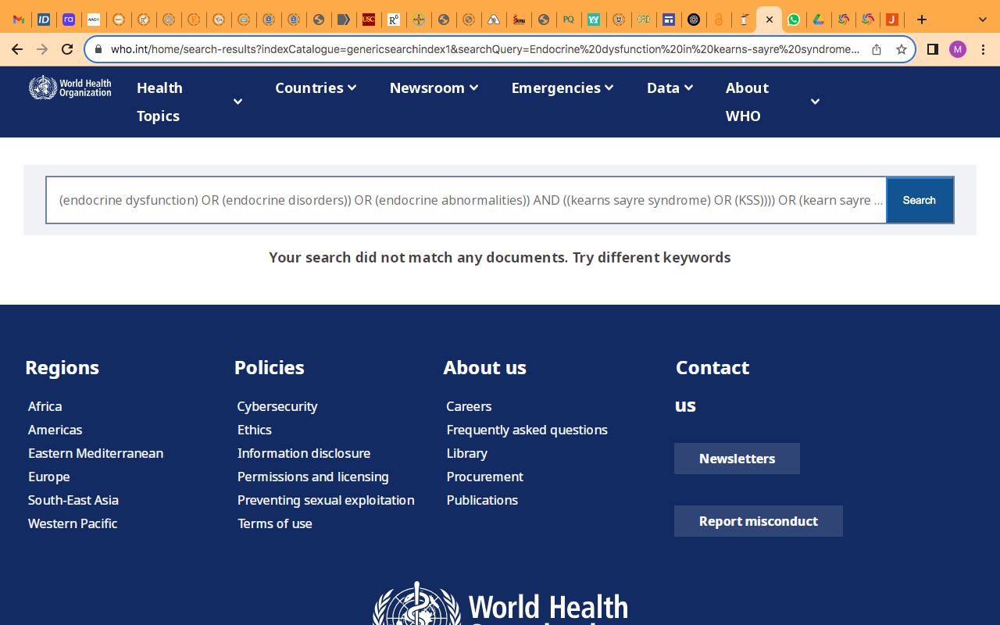 who.int/home/search-results?indexCatalogue=genericsearchindex1&searchQuery=Endocrine%20dysfunction%20in%20kearns-sayre%20syndrome...
M
World Health
Organization
Health
Topics
Countries
Newsroom
Emergencies
Data
About
WHO
(endocrine dysfunction) OR (endocrine disorders)) OR (endocrine abnormalities)) AND ((kearns sayre syndrome) OR (KSS)))) OR (kearn sayre ...
Search
Your search did not match any documents. Try different keywords
Regions
Africa
Americas
Eastern Mediterranean
Europe
South-East Asia
Western Pacific
Policies
Cybersecurity
Ethics
Information disclosure
Permissions and licensing
Preventing sexual exploitation
Terms of use
About us
Careers
Frequently asked questions
Library
Procurement
Publications
Contact
us
Newsletters
Report misconduct
World Health